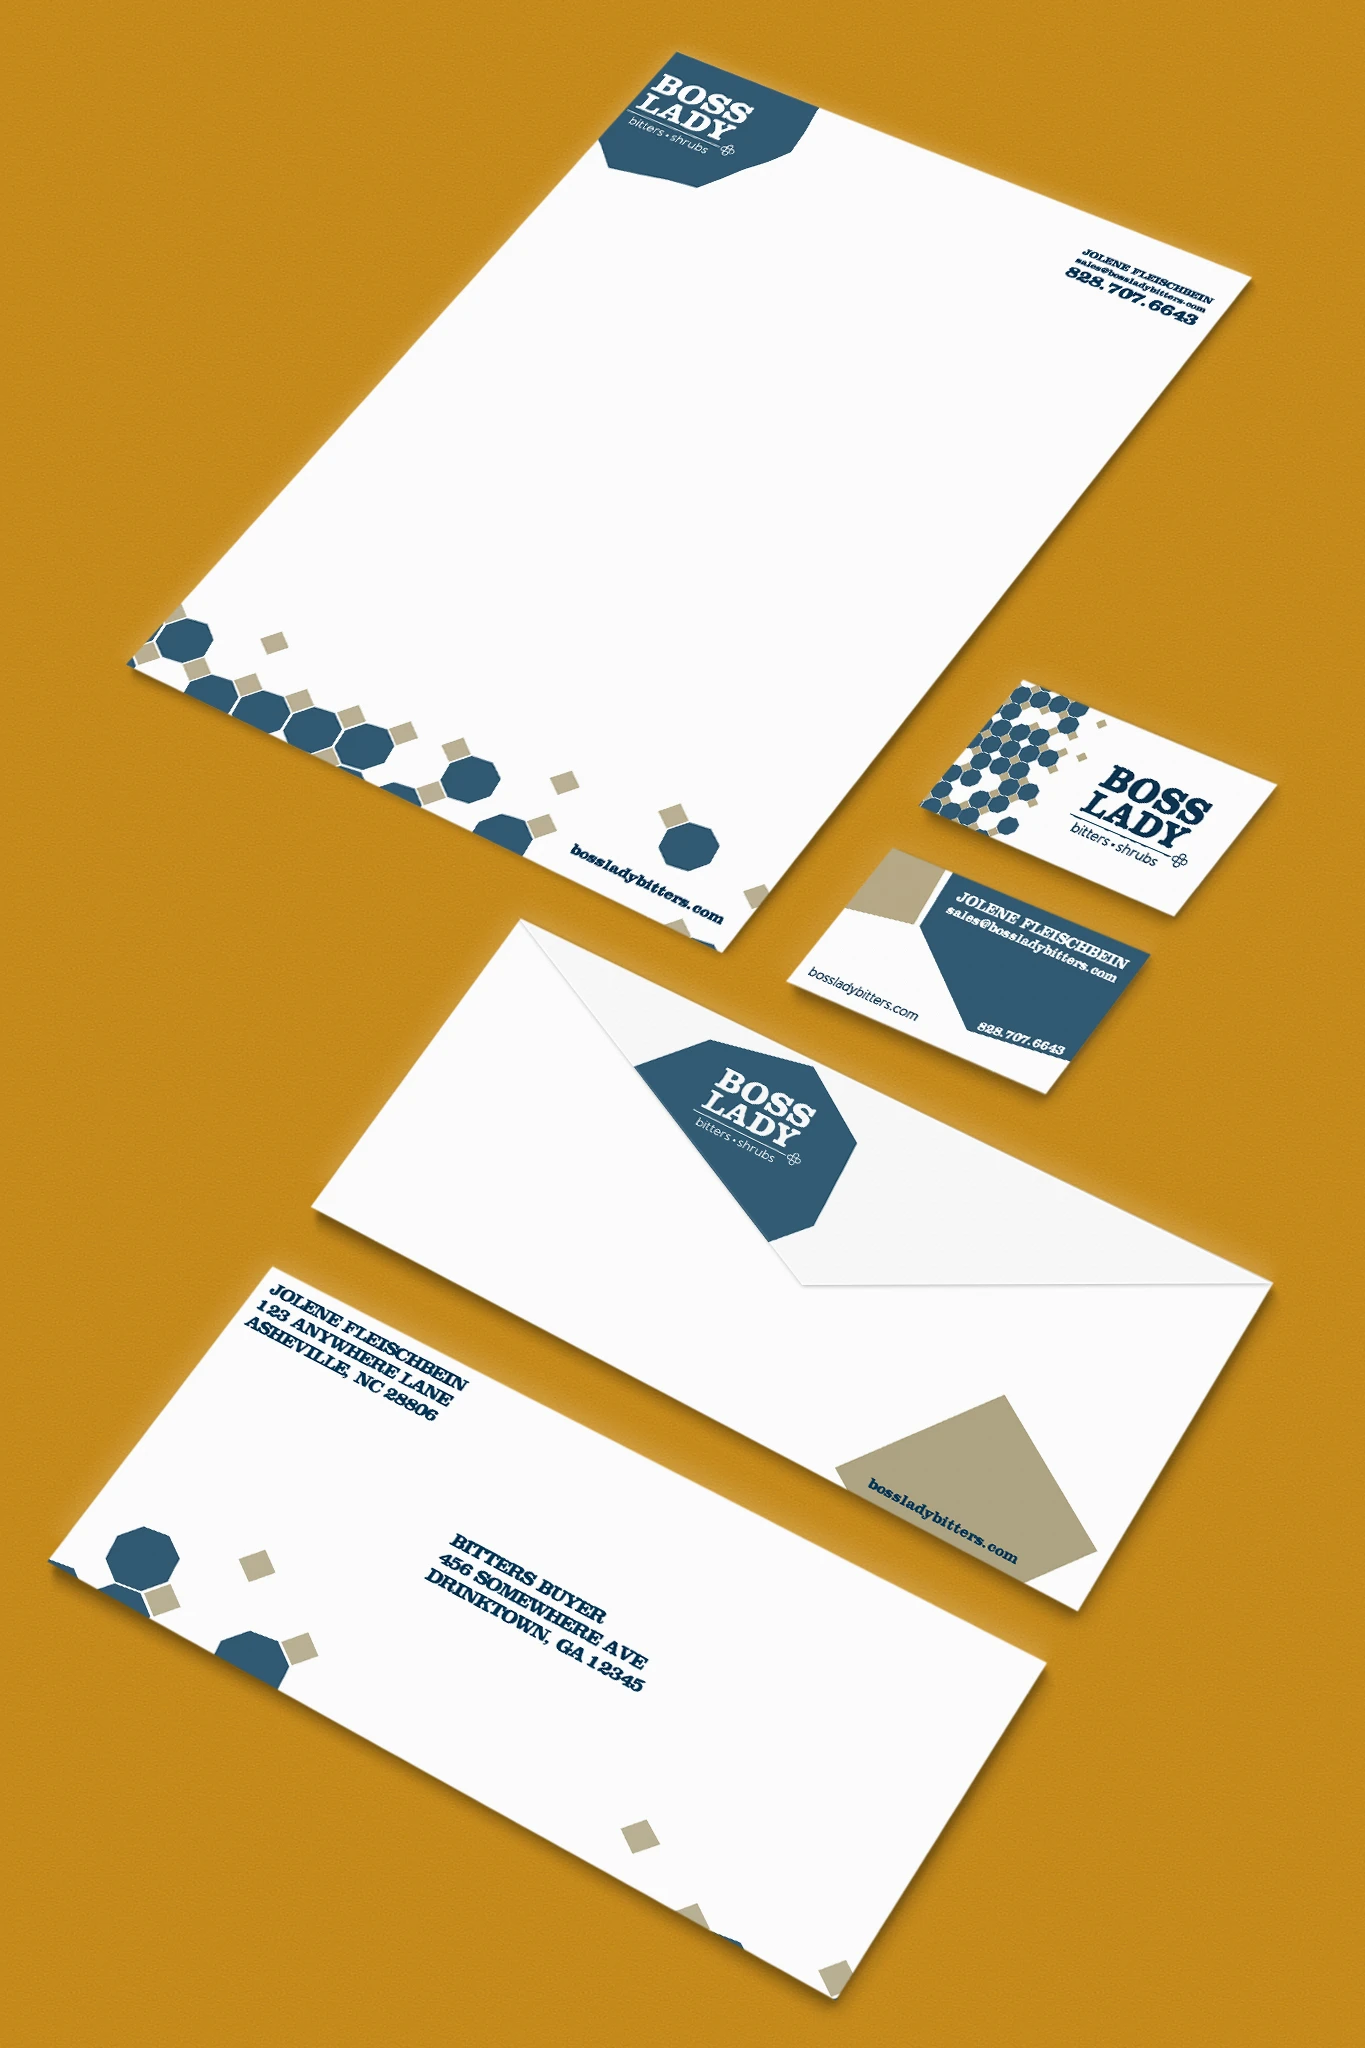 BOSS
LADY
bitters • shrubs
JOLENE FLEISCHBEIN
sales@bossladybitters.com
828.707.6643
bossladybitters.com
BOSS
LADY
bitters • shrubs
JOLENE FLEISCHBEIN
sales@bossladybitters.com
bossladybitters.com
828.707.6643
BOSS
LADY
bitters • shrubs
bossladybitters.com
JOLENE FLEISCHBEIN
123 ANYWHERE LANE
ASHEVILLE, NC 28806
BITTERS BUYER
456 SOMEWHERE AVE
DRINKTOWN, GA 12345